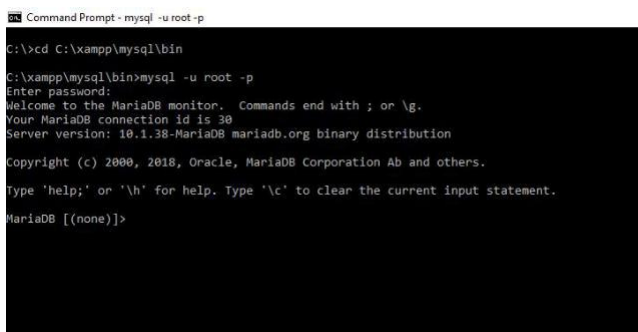 Command Prompt - mysql -u root -p
C:\>cd C:\xampp\mysql\bin
C:\xampp\mysql\bin>mysql -u root -p
Enter password:
Welcome to the MariaDB monitor.  Commands end with ; or \g.
Your MariaDB connection id is 30
Server version: 10.1.38-MariaDB mariadb.org binary distribution
Copyright (c) 2000, 2018, Oracle, MariaDB Corporation Ab and others.
Type 'help;' or '\h' for help. Type '\c' to clear the current input statement.
MariaDB [(none)]>